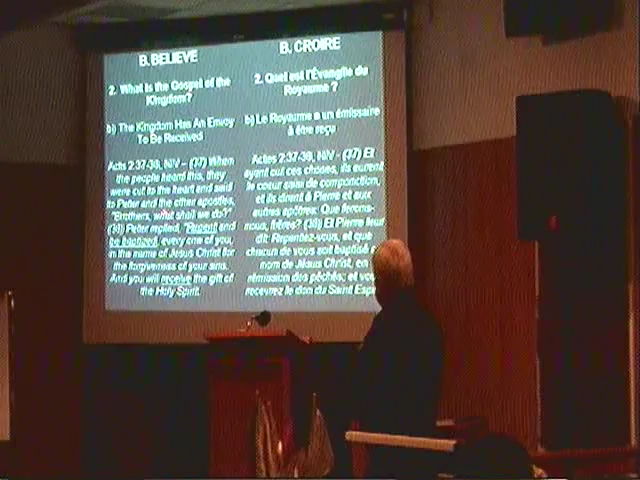 B. BELIEVE
2. What Is the Gospel of the
Kingdom?
b) The Kingdom Has An Envoy
To Be Received
Acts 2:37-38, NIV – (37) When
the people heard this, they
were cut to the heart and said
to Peter and the other apostles,
"Brothers, what shall we do?"
(38) Peter replied, "Repent and
be baptized, every one of you,
in the name of Jesus Christ for
the forgiveness of your sins.
And you will receive the gift of
the Holy Spirit.
B. CROIRE
2. Quel est l'Évangile du
Royaume ?
b) Le Royaume a un émissaire
à être reçu
Actes 2:37-38, NIV – (37) Et
ayant ouï ces choses, ils eurent
le coeur saisi de componction,
et ils dirent à Pierre et aux
autres apôtres: Que ferons-
nous, frères? (38) Et Pierre leur
dit: Repentez-vous, et que
chacun de vous soit baptisé
nom de Jésus Christ, en
rémission des péchés; et
recevrez le don du Saint